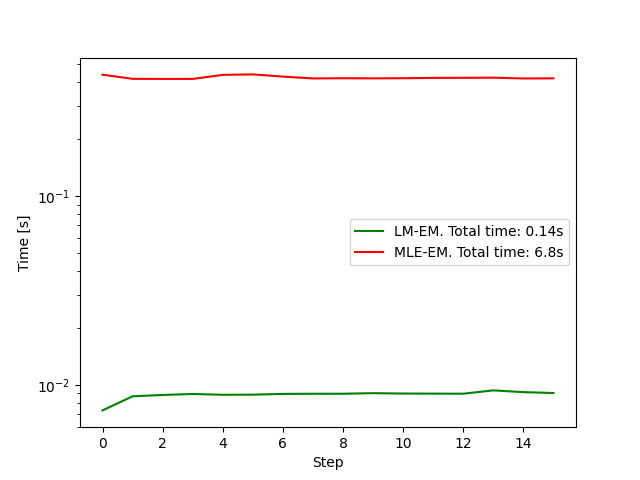 Time [s]
10⁻¹
10⁻²
LM-EM. Total time: 0.14s
MLE-EM. Total time: 6.8s
0 2 4 6 8 10 12 14
Step